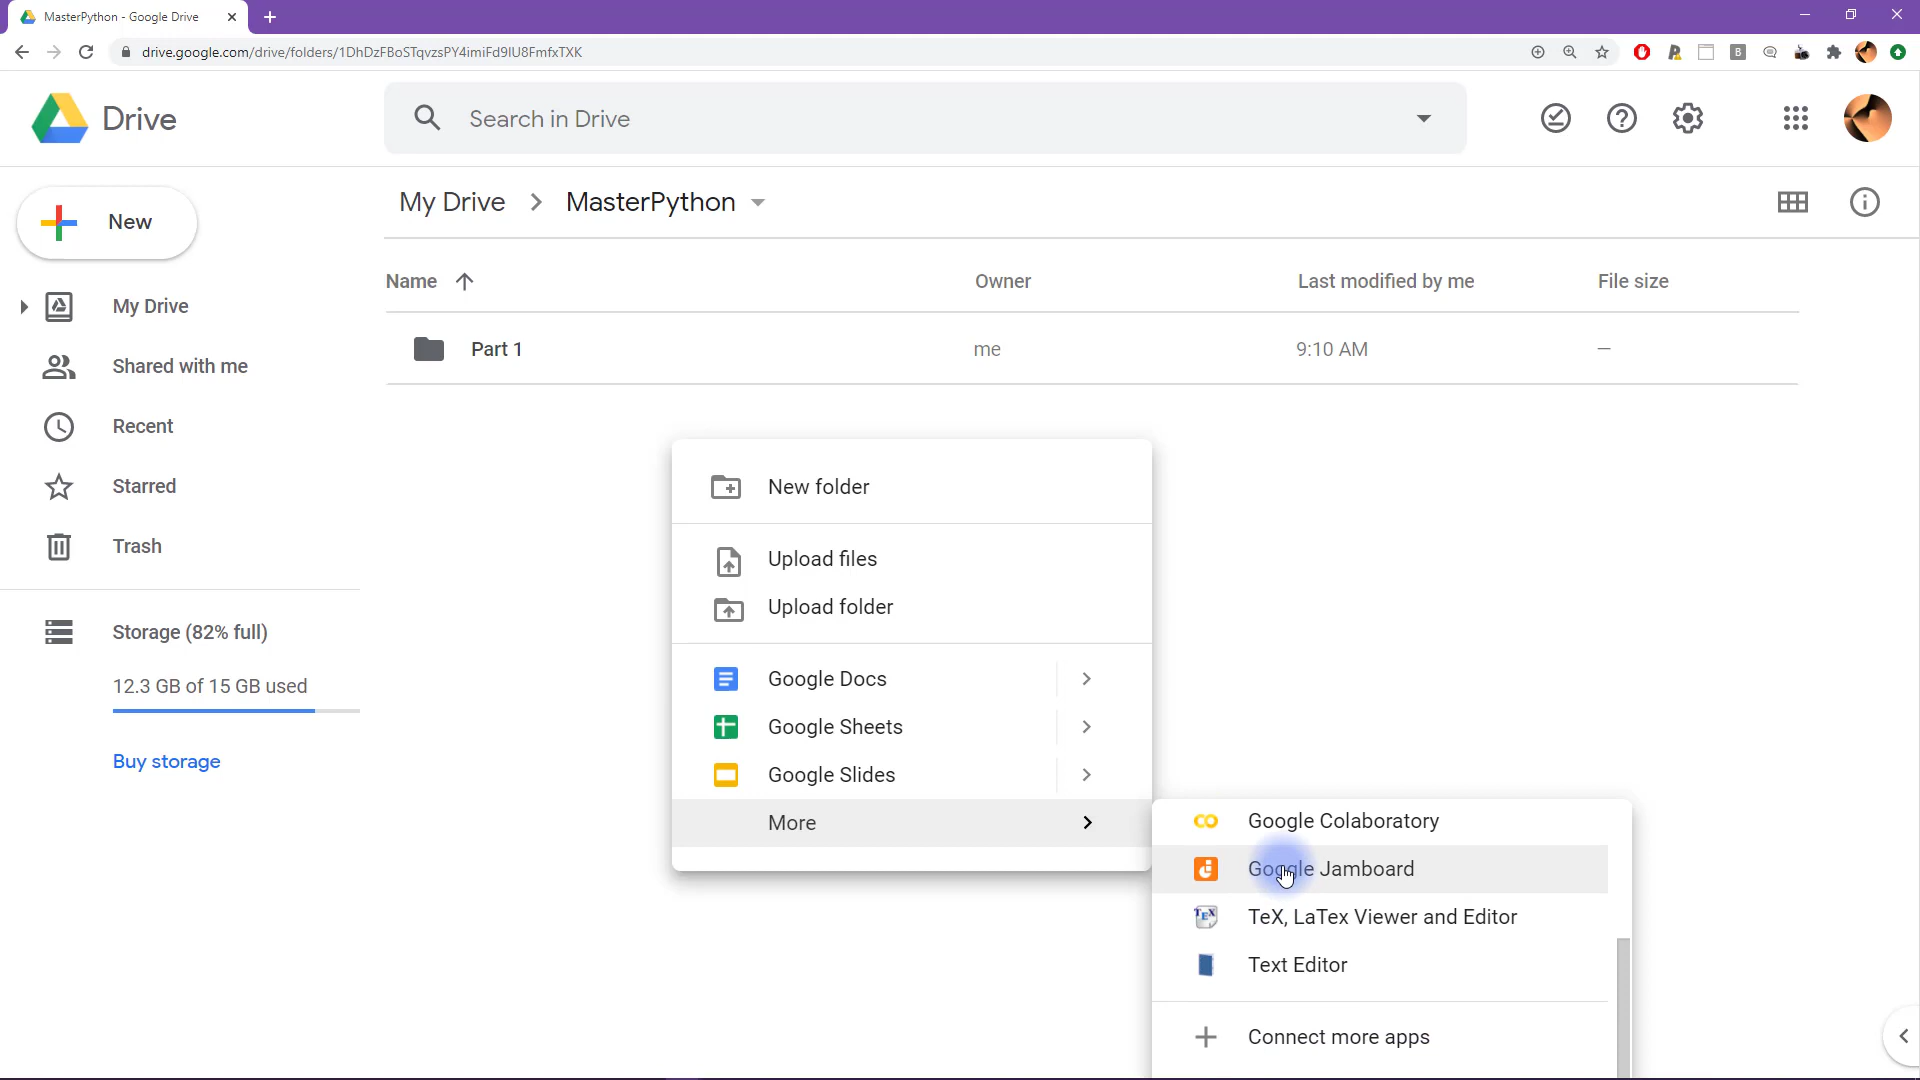 MasterPython - Google Drive
drive.google.com/drive/folders/1DhDzFBoSTqvzsPY4imiFd9IU8FmfxTXK
Drive
Search in Drive
New
My Drive > MasterPython
Name
Owner
Last modified by me
File size
My Drive
Part 1
me
9:10 AM
—
Shared with me
Recent
Starred
Trash
Storage (82% full)
12.3 GB of 15 GB used
Buy storage
New folder
Upload files
Upload folder
Google Docs
Google Sheets
Google Slides
More
Google Colaboratory
Google Jamboard
TeX, LaTex Viewer and Editor
Text Editor
Connect more apps